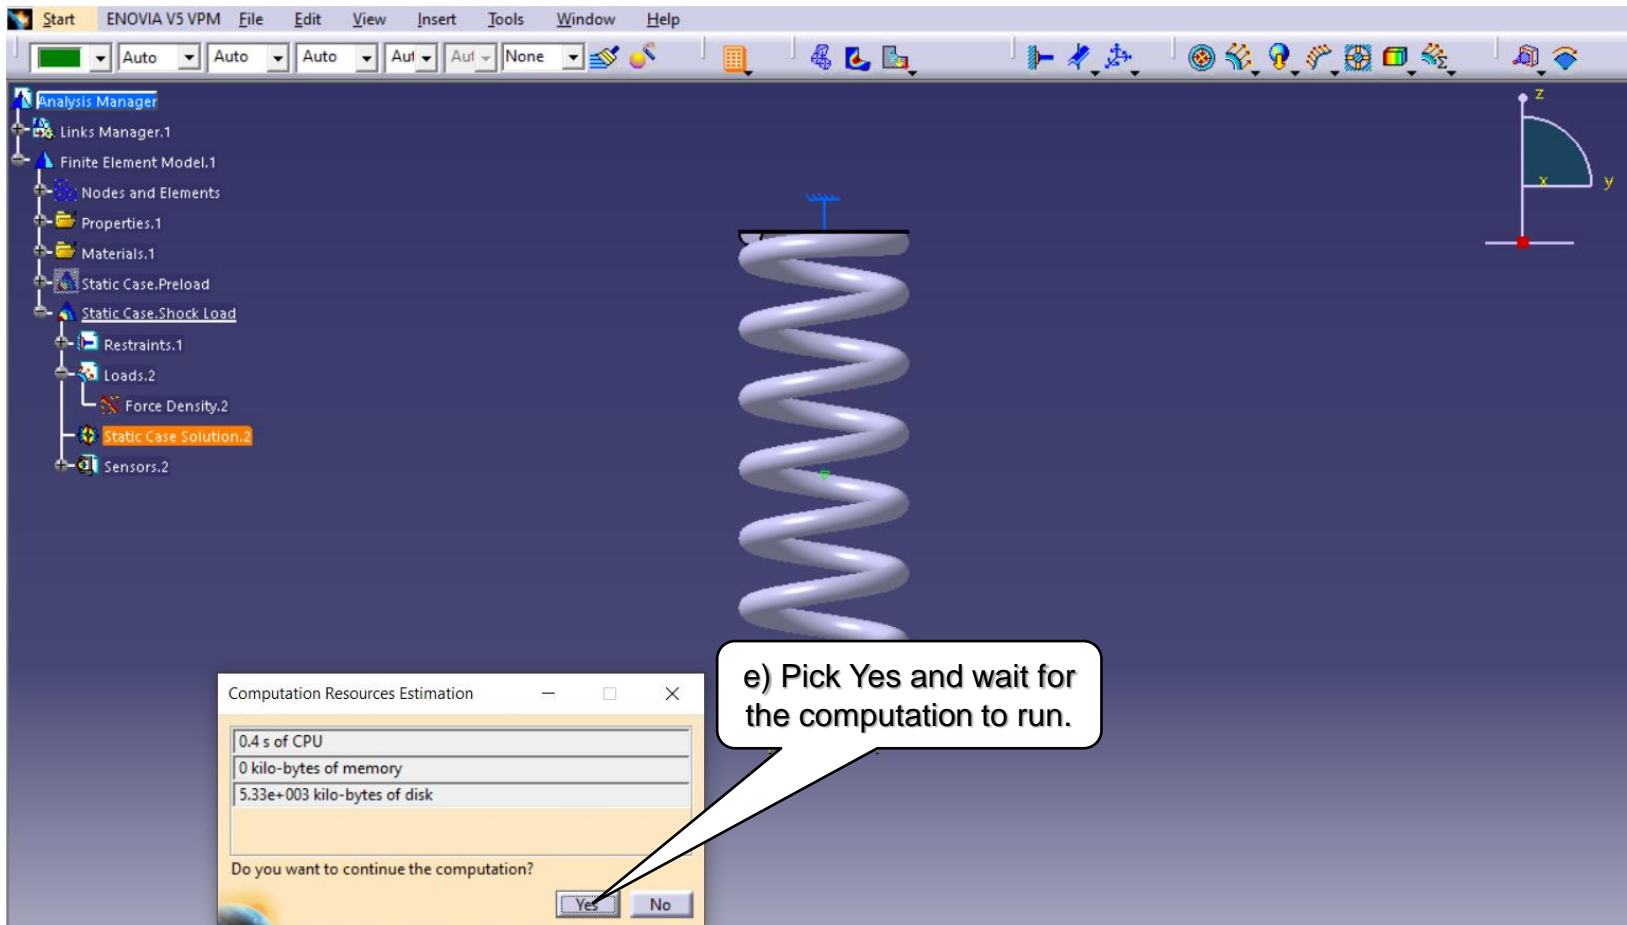 Start ENOVIA V5 VPM File Edit View Insert Tools Window Help
Auto Auto Auto Aut Aut None
Analysis Manager
Links Manager.1
Finite Element Model.1
Nodes and Elements
Properties.1
Materials.1
Static Case.Preload
Static Case.Shock Load
Restraints.1
Loads.2
Force Density.2
Static Case Solution.2
Sensors.2
z
x
y
e) Pick Yes and wait for
the computation to run.
Computation Resources Estimation
0.4 s of CPU
0 kilo-bytes of memory
5.33e+003 kilo-bytes of disk
Do you want to continue the computation?
Yes No